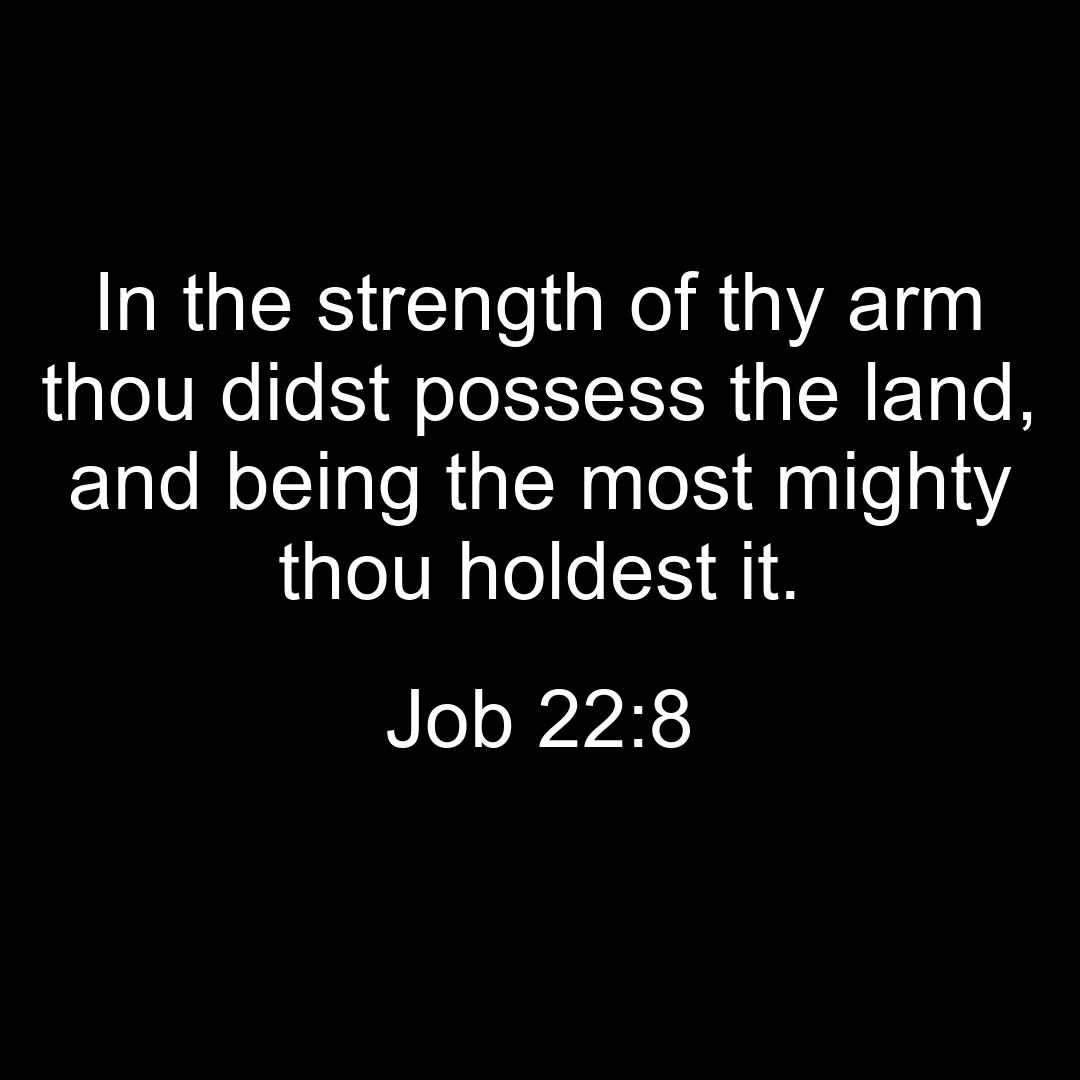 In the strength of thy arm
thou didst possess the land,
and being the most mighty
thou holdest it.
Job 22:8